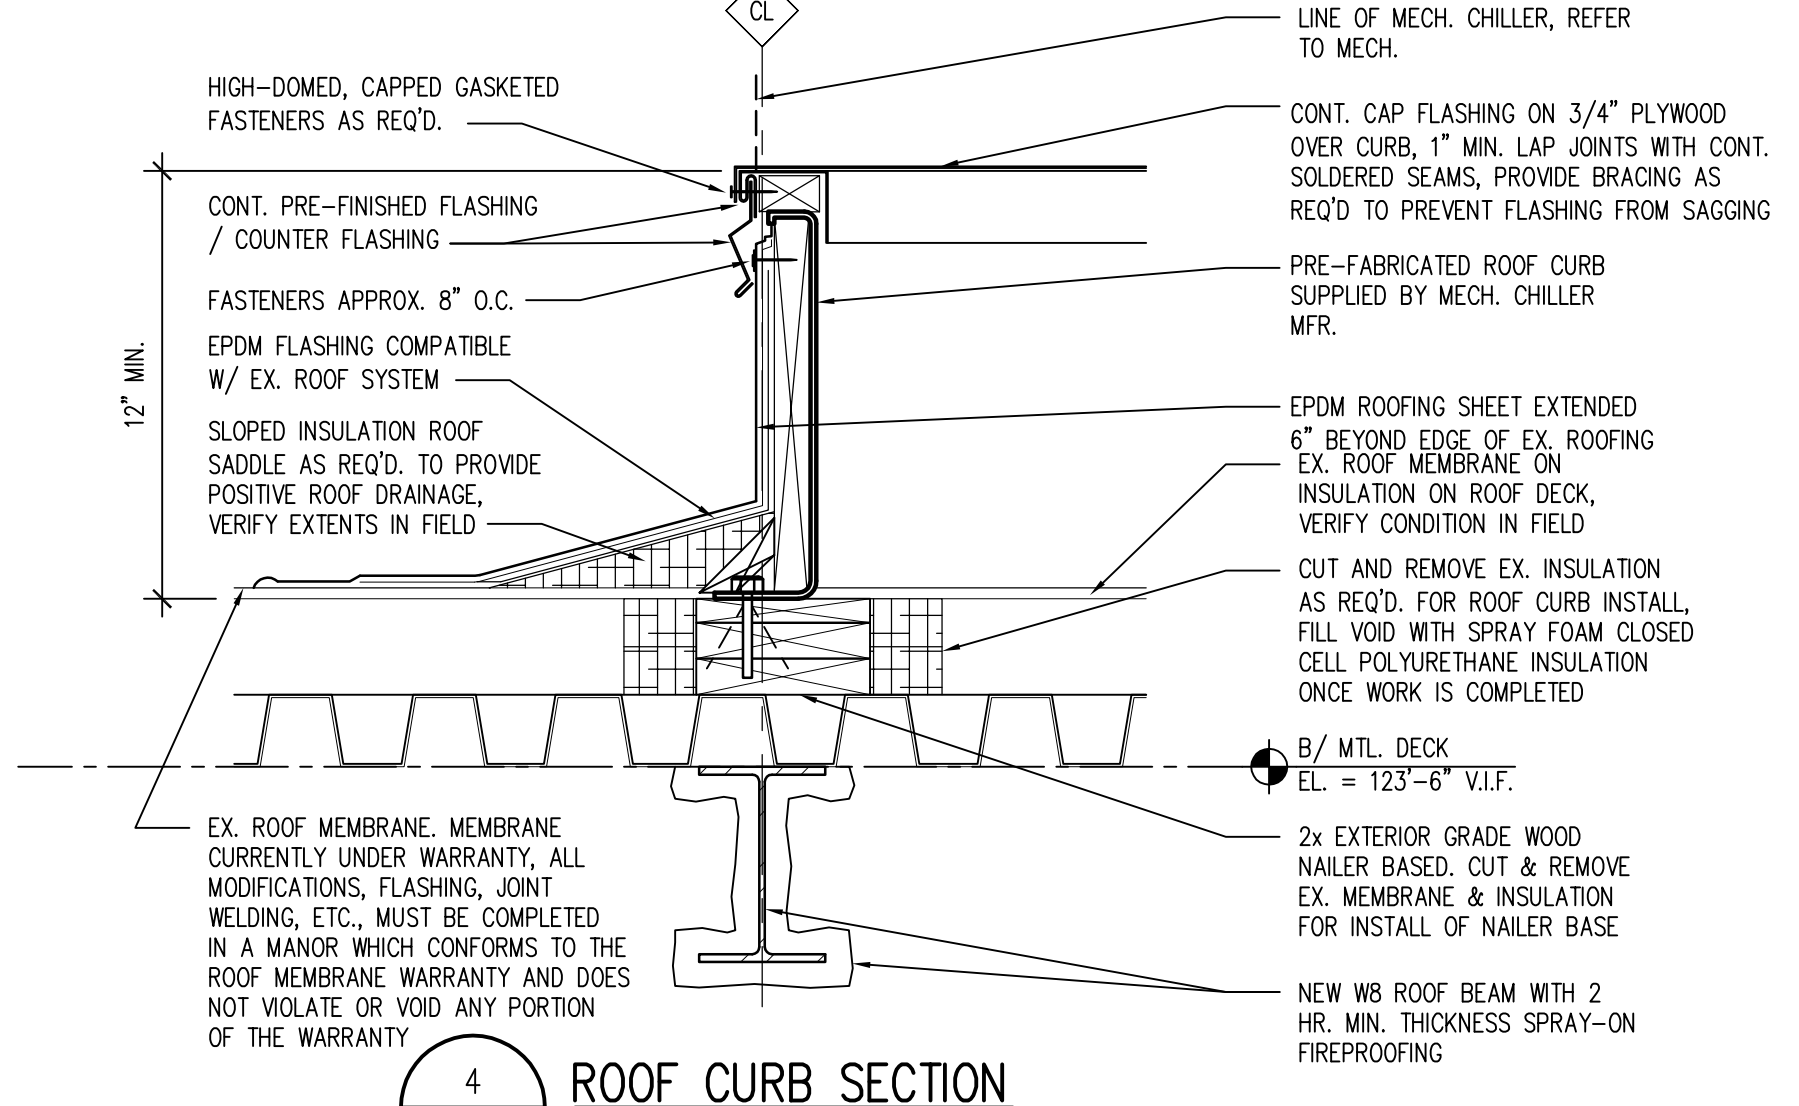 CL
LINE OF MECH. CHILLER, REFER
TO MECH.
HIGH-DOMED, CAPPED GASKETED
FASTENERS AS REQ'D.
CONT. CAP FLASHING ON 3/4" PLYWOOD
OVER CURB, 1" MIN. LAP JOINTS WITH CONT.
SOLDERED SEAMS, PROVIDE BRACING AS
REQ'D TO PREVENT FLASHING FROM SAGGING
CONT. PRE-FINISHED FLASHING
/ COUNTER FLASHING
PRE-FABRICATED ROOF CURB
SUPPLIED BY MECH. CHILLER
MFR.
FASTENERS APPROX. 8" O.C.
EPDM FLASHING COMPATIBLE
W/ EX. ROOF SYSTEM
12" MIN.
SLOPED INSULATION ROOF
SADDLE AS REQ'D. TO PROVIDE
POSITIVE ROOF DRAINAGE,
VERIFY EXTENTS IN FIELD
EPDM ROOFING SHEET EXTENDED
6" BEYOND EDGE OF EX. ROOFING
EX. ROOF MEMBRANE ON
INSULATION ON ROOF DECK,
VERIFY CONDITION IN FIELD
CUT AND REMOVE EX. INSULATION
AS REQ'D. FOR ROOF CURB INSTALL,
FILL VOID WITH SPRAY FOAM CLOSED
CELL POLYURETHANE INSULATION
ONCE WORK IS COMPLETED
B/ MTL. DECK
EL. = 123'-6" V.I.F.
EX. ROOF MEMBRANE. MEMBRANE
CURRENTLY UNDER WARRANTY, ALL
MODIFICATIONS, FLASHING, JOINT
WELDING, ETC., MUST BE COMPLETED
IN A MANOR WHICH CONFORMS TO THE
ROOF MEMBRANE WARRANTY AND DOES
NOT VIOLATE OR VOID ANY PORTION
OF THE WARRANTY
2x EXTERIOR GRADE WOOD
NAILER BASED. CUT & REMOVE
EX. MEMBRANE & INSULATION
FOR INSTALL OF NAILER BASE
NEW W8 ROOF BEAM WITH 2
HR. MIN. THICKNESS SPRAY-ON
FIREPROOFING
4
ROOF CURB SECTION